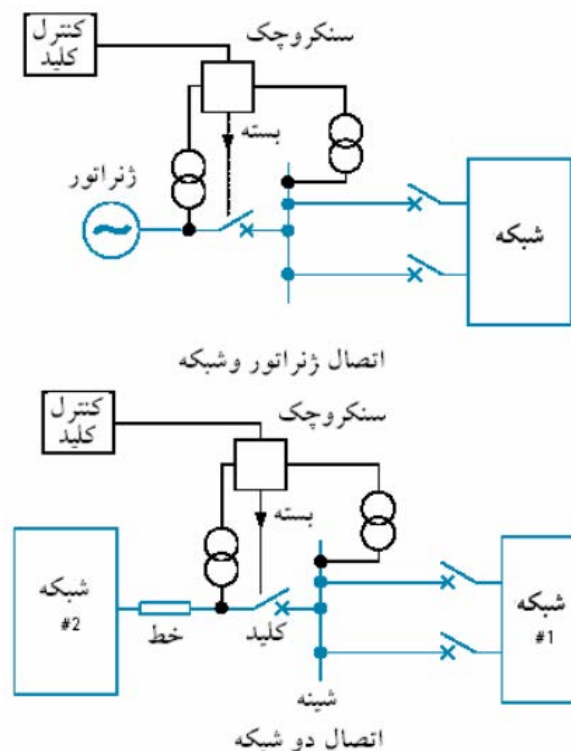 سنکروچک
کنترل
کلید
بسته
ژنراتور
شبکه
اتصال ژنراتور وشبکه
سنکروچک
کنترل
کلید
بسته
شبکه
#2
خط
کلید
شبکه
#1
شینه
اتصال دو شبکه